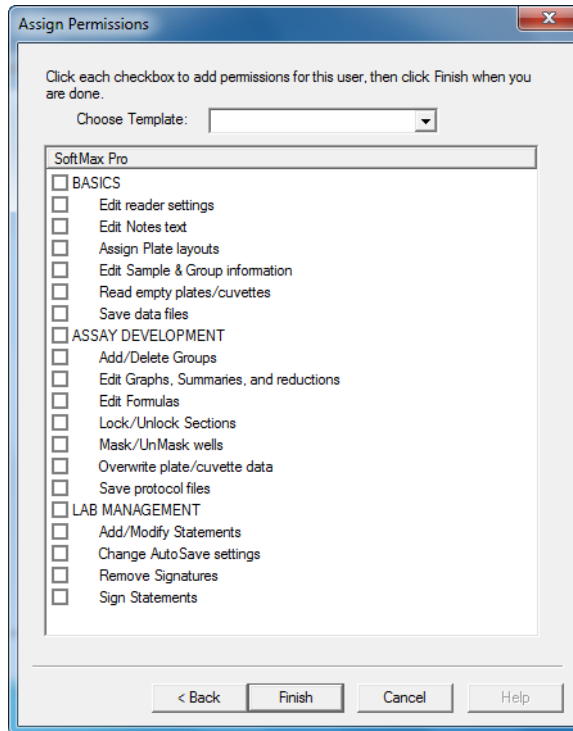 Assign Permissions
Click each checkbox to add permissions for this user, then click Finish when you
are done.
Choose Template:
SoftMax Pro
BASICS
Edit reader settings
Edit Notes text
Assign Plate layouts
Edit Sample & Group information
Read empty plates/cuvettes
Save data files
ASSAY DEVELOPMENT
Add/Delete Groups
Edit Graphs, Summaries, and reductions
Edit Formulas
Lock/Unlock Sections
Mask/UnMask wells
Overwrite plate/cuvette data
Save protocol files
LAB MANAGEMENT
Add/Modify Statements
Change AutoSave settings
Remove Signatures
Sign Statements
< Back Finish Cancel Help